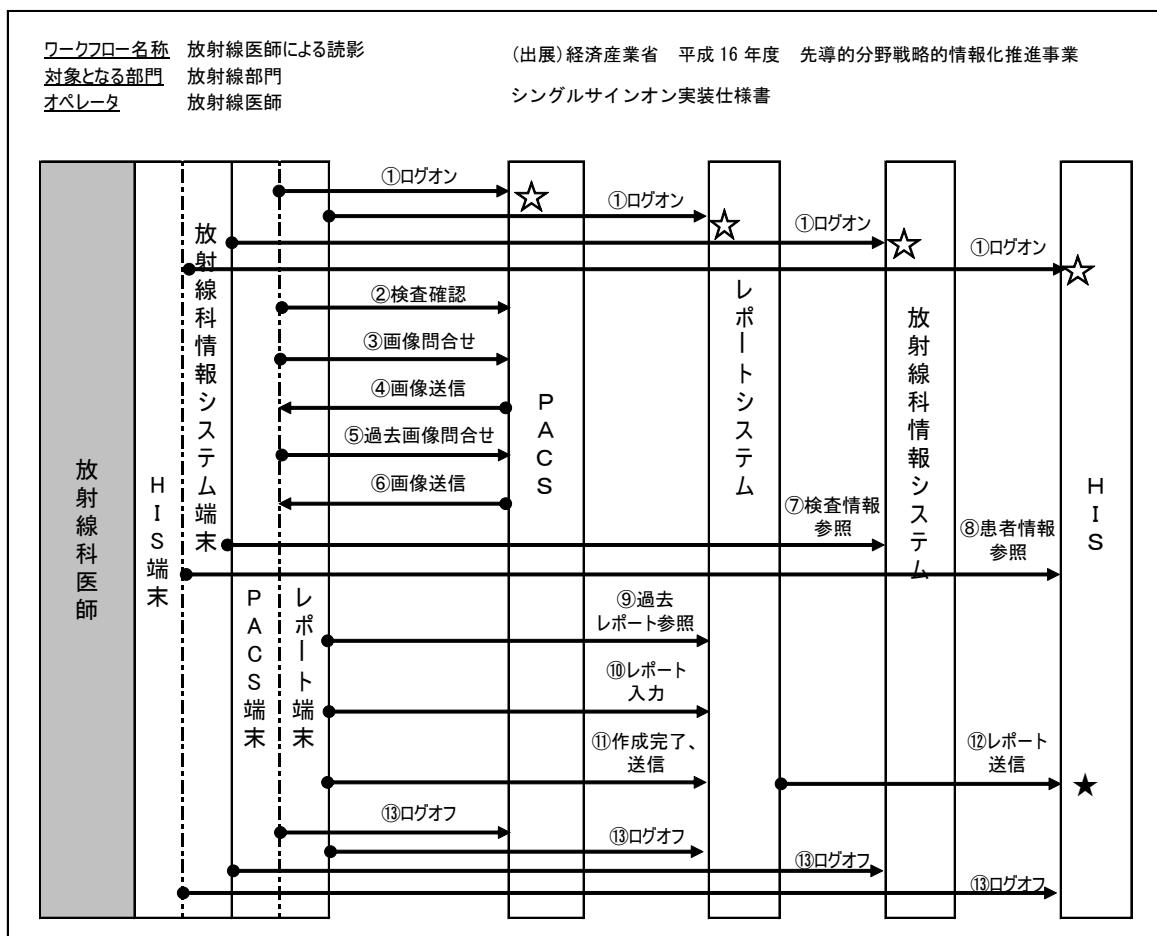 ワークフロー名称 放射線医師による読影
対象となる部門 放射線部門
オペレータ 放射線医師
(出展)経済産業省 平成16年度 先導的分野戦略的情報化推進事業
シングルサインオン実装仕様書
放射線科医師
HIS端末
放射線科情報システム端末
PACS端末
レポート端末
PACS
レポートシステム
放射線科情報システム
HIS
①ログオン
①ログオン
①ログオン
①ログオン
②検査確認
③画像問合せ
④画像送信
⑤過去画像問合せ
⑥画像送信
⑦検査情報
参照
⑧患者情報
参照
⑨過去
レポート参照
⑩レポート
入力
⑪作成完了、
送信
⑫レポート
送信
⑬ログオフ
⑬ログオフ
⑬ログオフ
⑬ログオフ